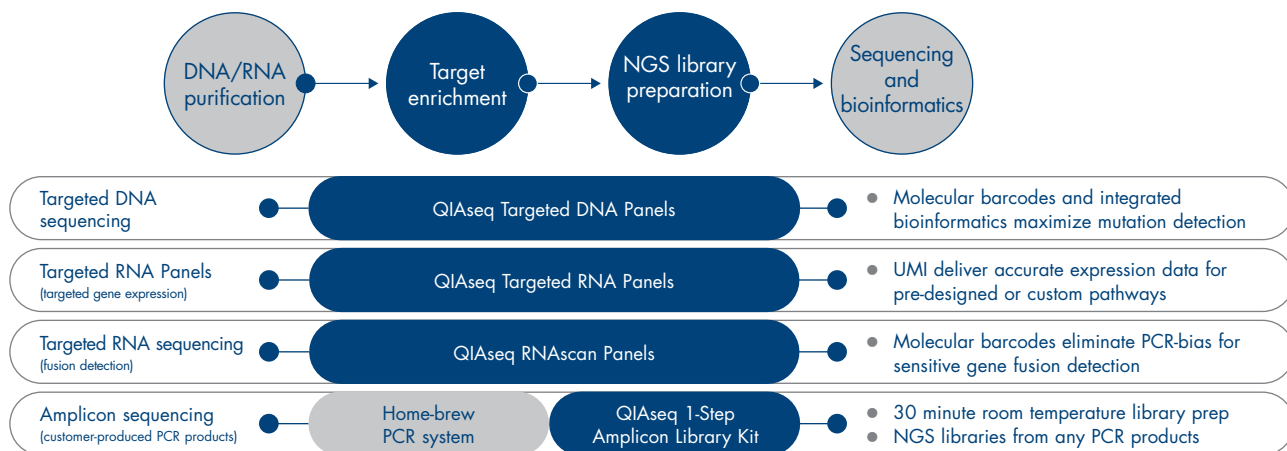 DNA/RNA
purification
Target
enrichment
NGS library
preparation
Sequencing
and
bioinformatics
Targeted DNA
sequencing
QIAseq Targeted DNA Panels
Molecular barcodes and integrated
bioinformatics maximize mutation detection
Targeted RNA Panels
(targeted gene expression)
QIAseq Targeted RNA Panels
UMI deliver accurate expression data for
pre-designed or custom pathways
Targeted RNA sequencing
(fusion detection)
QIAseq RNAscan Panels
Molecular barcodes eliminate PCR-bias for
sensitive gene fusion detection
Amplicon sequencing
(customer-produced PCR products)
Home-brew
PCR system
QIAseq 1-Step
Amplicon Library Kit
30 minute room temperature library prep
NGS libraries from any PCR products